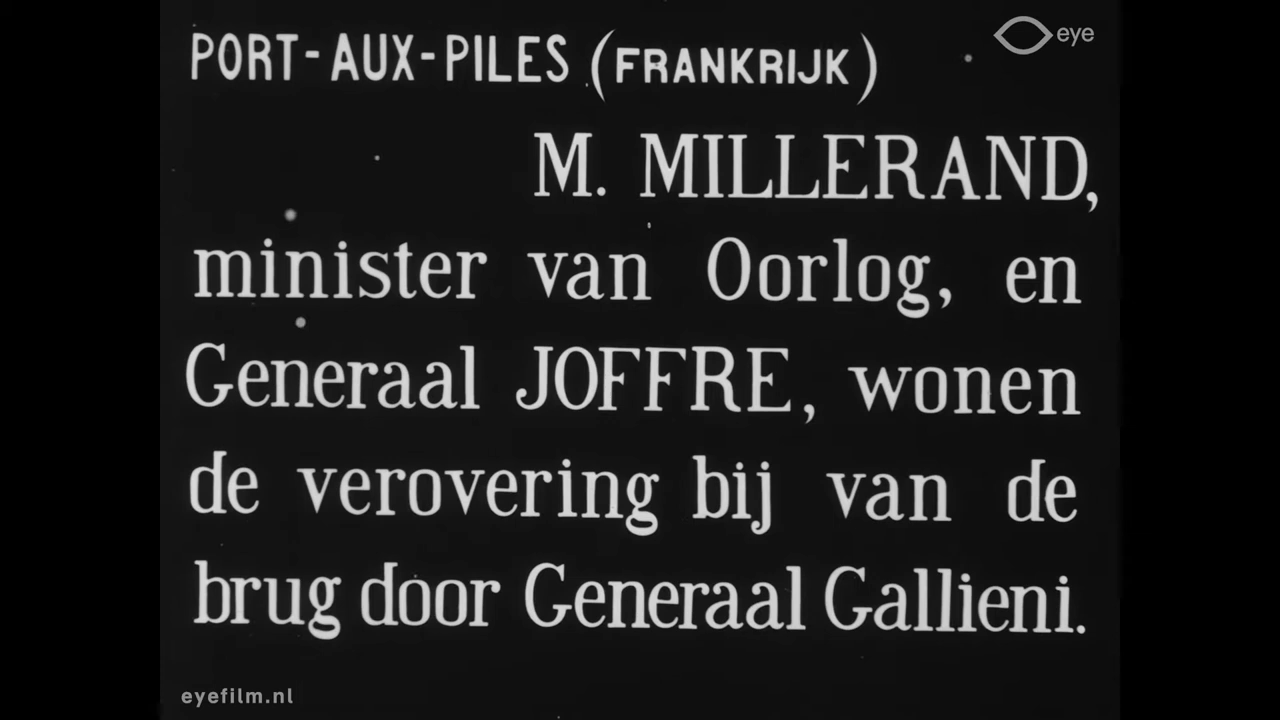 PORT-AUX-PILES (FRANKRIJK)
eye
M. MILLERAND,
minister van Oorlog, en
Generaal JOFFRE, wonen
de verovering bij van de
brug door Generaal Gallieni.
eyefilm.nl